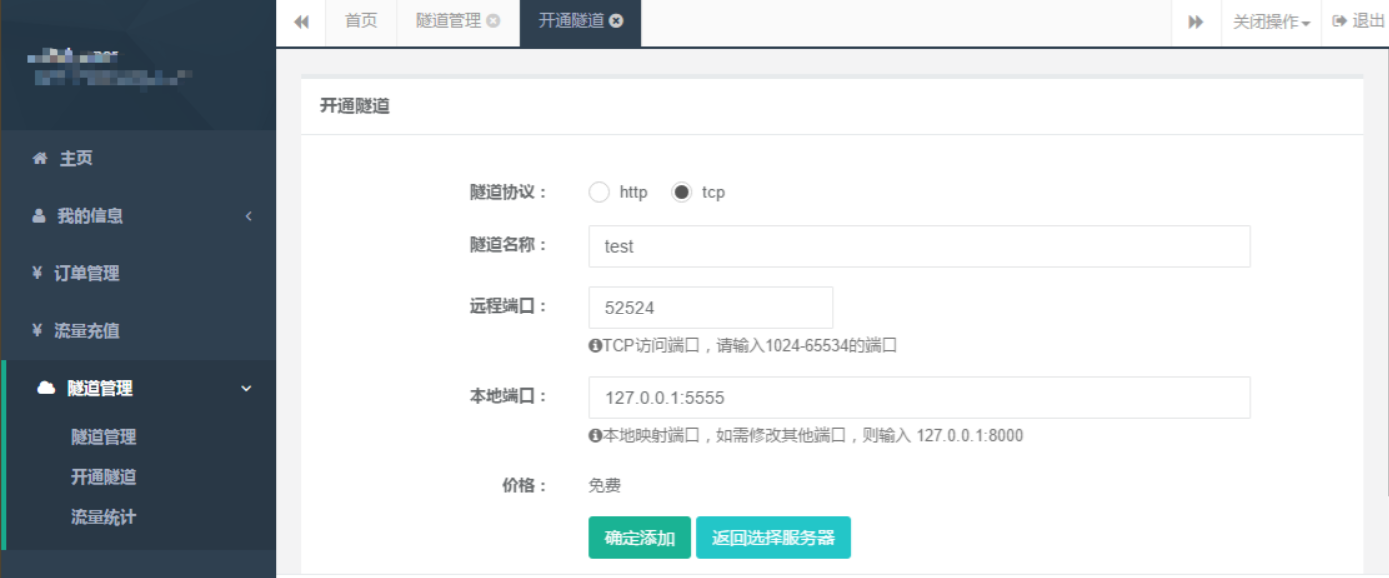 首页
隧道管理
开通隧道
关闭操作
退出
主页
我的信息
订单管理
流量充值
隧道管理
隧道管理
开通隧道
流量统计
开通隧道
隧道协议：
http
tcp
隧道名称：
test
远程端口：
52524
TCP访问端口，请输入1024-65534的端口
本地端口：
127.0.0.1:5555
本地映射端口，如需修改其他端口，则输入 127.0.0.1:8000
价格：
免费
确定添加
返回选择服务器